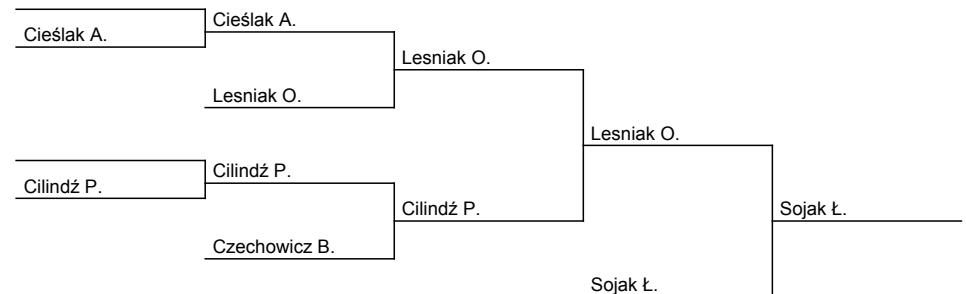 Cieślak A.
Cieślak A.
Lesniak O.
Lesniak O.
Lesniak O.
Cilindź P.
Cilindź P.
Cilindź P.
Sojak Ł.
Czechowicz B.
Sojak Ł.